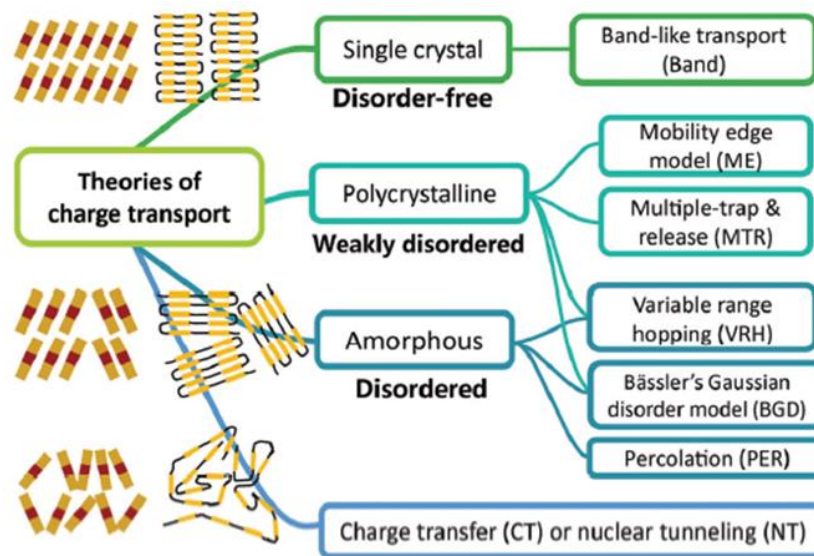 Single crystal
Disorder-free
Band-like transport
(Band)
Theories of
charge transport
Polycrystalline
Weakly disordered
Mobility edge
model (ME)
Multiple-trap &
release (MTR)
Amorphous
Disordered
Variable range
hopping (VRH)
Bässler's Gaussian
disorder model (BGD)
Percolation (PER)
Charge transfer (CT) or nuclear tunneling (NT)